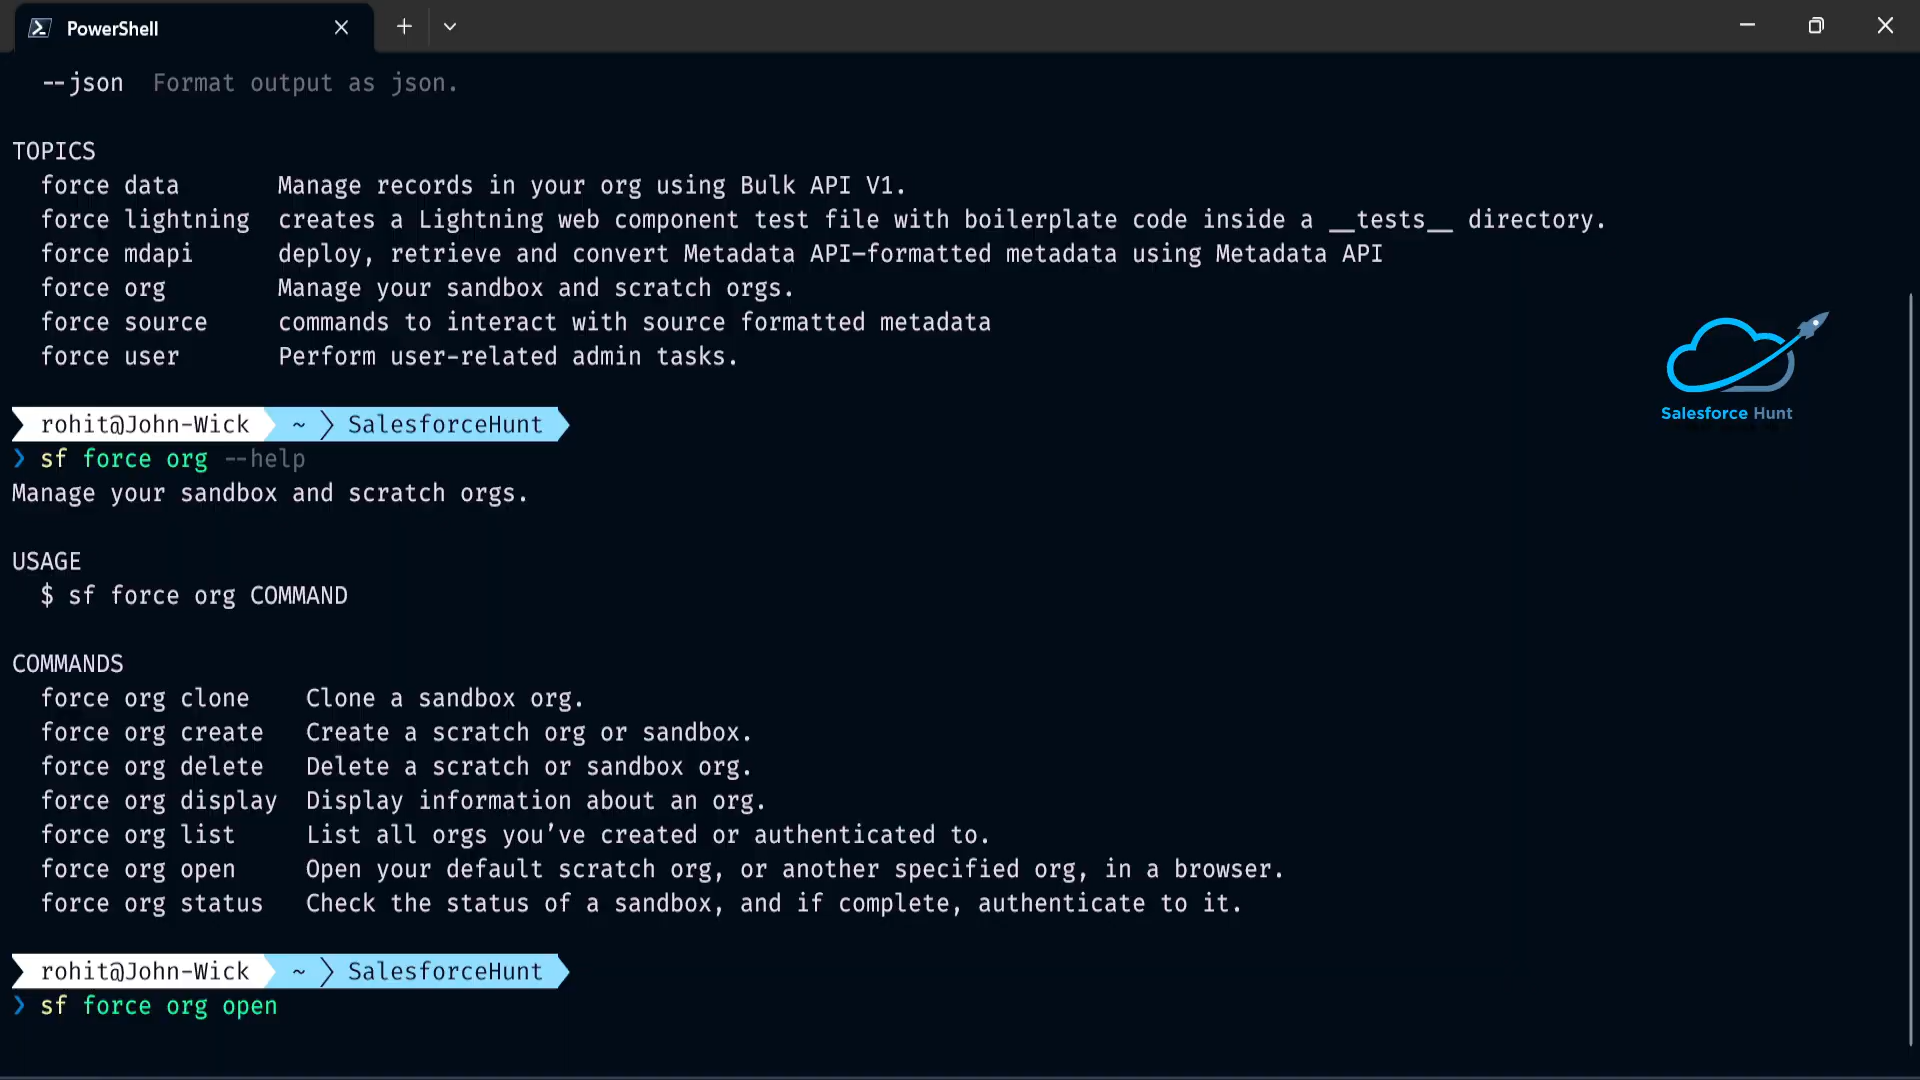 PowerShell
--json  Format output as json.
TOPICS
force data       Manage records in your org using Bulk API V1.
force lightning  creates a Lightning web component test file with boilerplate code inside a __tests__ directory.
force mdapi      deploy, retrieve and convert Metadata API-formatted metadata using Metadata API
force org        Manage your sandbox and scratch orgs.
force source     commands to interact with source formatted metadata
force user       Perform user-related admin tasks.
Salesforce Hunt
rohit@John-Wick ~ SalesforceHunt
❯ sf force org --help
Manage your sandbox and scratch orgs.
USAGE
$ sf force org COMMAND
COMMANDS
force org clone    Clone a sandbox org.
force org create   Create a scratch org or sandbox.
force org delete   Delete a scratch or sandbox org.
force org display  Display information about an org.
force org list     List all orgs you’ve created or authenticated to.
force org open     Open your default scratch org, or another specified org, in a browser.
force org status   Check the status of a sandbox, and if complete, authenticate to it.
rohit@John-Wick ~ SalesforceHunt
❯ sf force org open